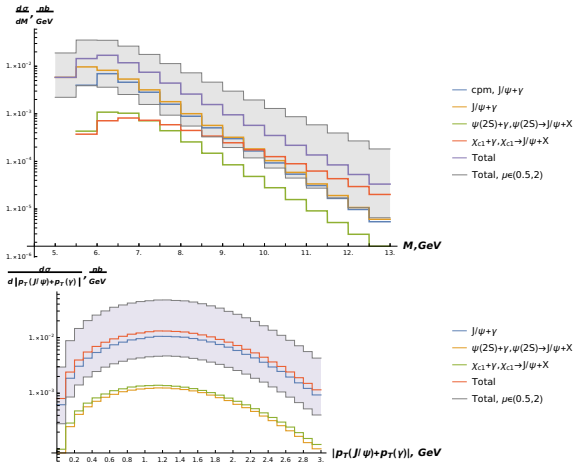 dσ/dM, nb/GeV
1.×10⁻²
1.×10⁻³
1.×10⁻⁴
1.×10⁻⁵
1.×10⁻⁶
5. 6. 7. 8. 9. 10. 11. 12. 13.
M,GeV
cpm, J/ψ+γ
J/ψ+γ
ψ(2S)+γ,ψ(2S)→J/ψ+X
χc1+γ,χc1→J/ψ+X
Total
Total, μϵ(0.5,2)
dσ/d|pT(J/ψ)+pT(γ)|, nb/GeV
1.×10⁻²
1.×10⁻³
0.2 0.4 0.6 0.8 1. 1.2 1.4 1.6 1.8 2. 2.2 2.4 2.6 2.8 3.
|pT(J/ψ)+pT(γ)|, GeV
J/ψ+γ
ψ(2S)+γ,ψ(2S)→J/ψ+X
χc1+γ,χc1→J/ψ+X
Total
Total, μϵ(0.5,2)